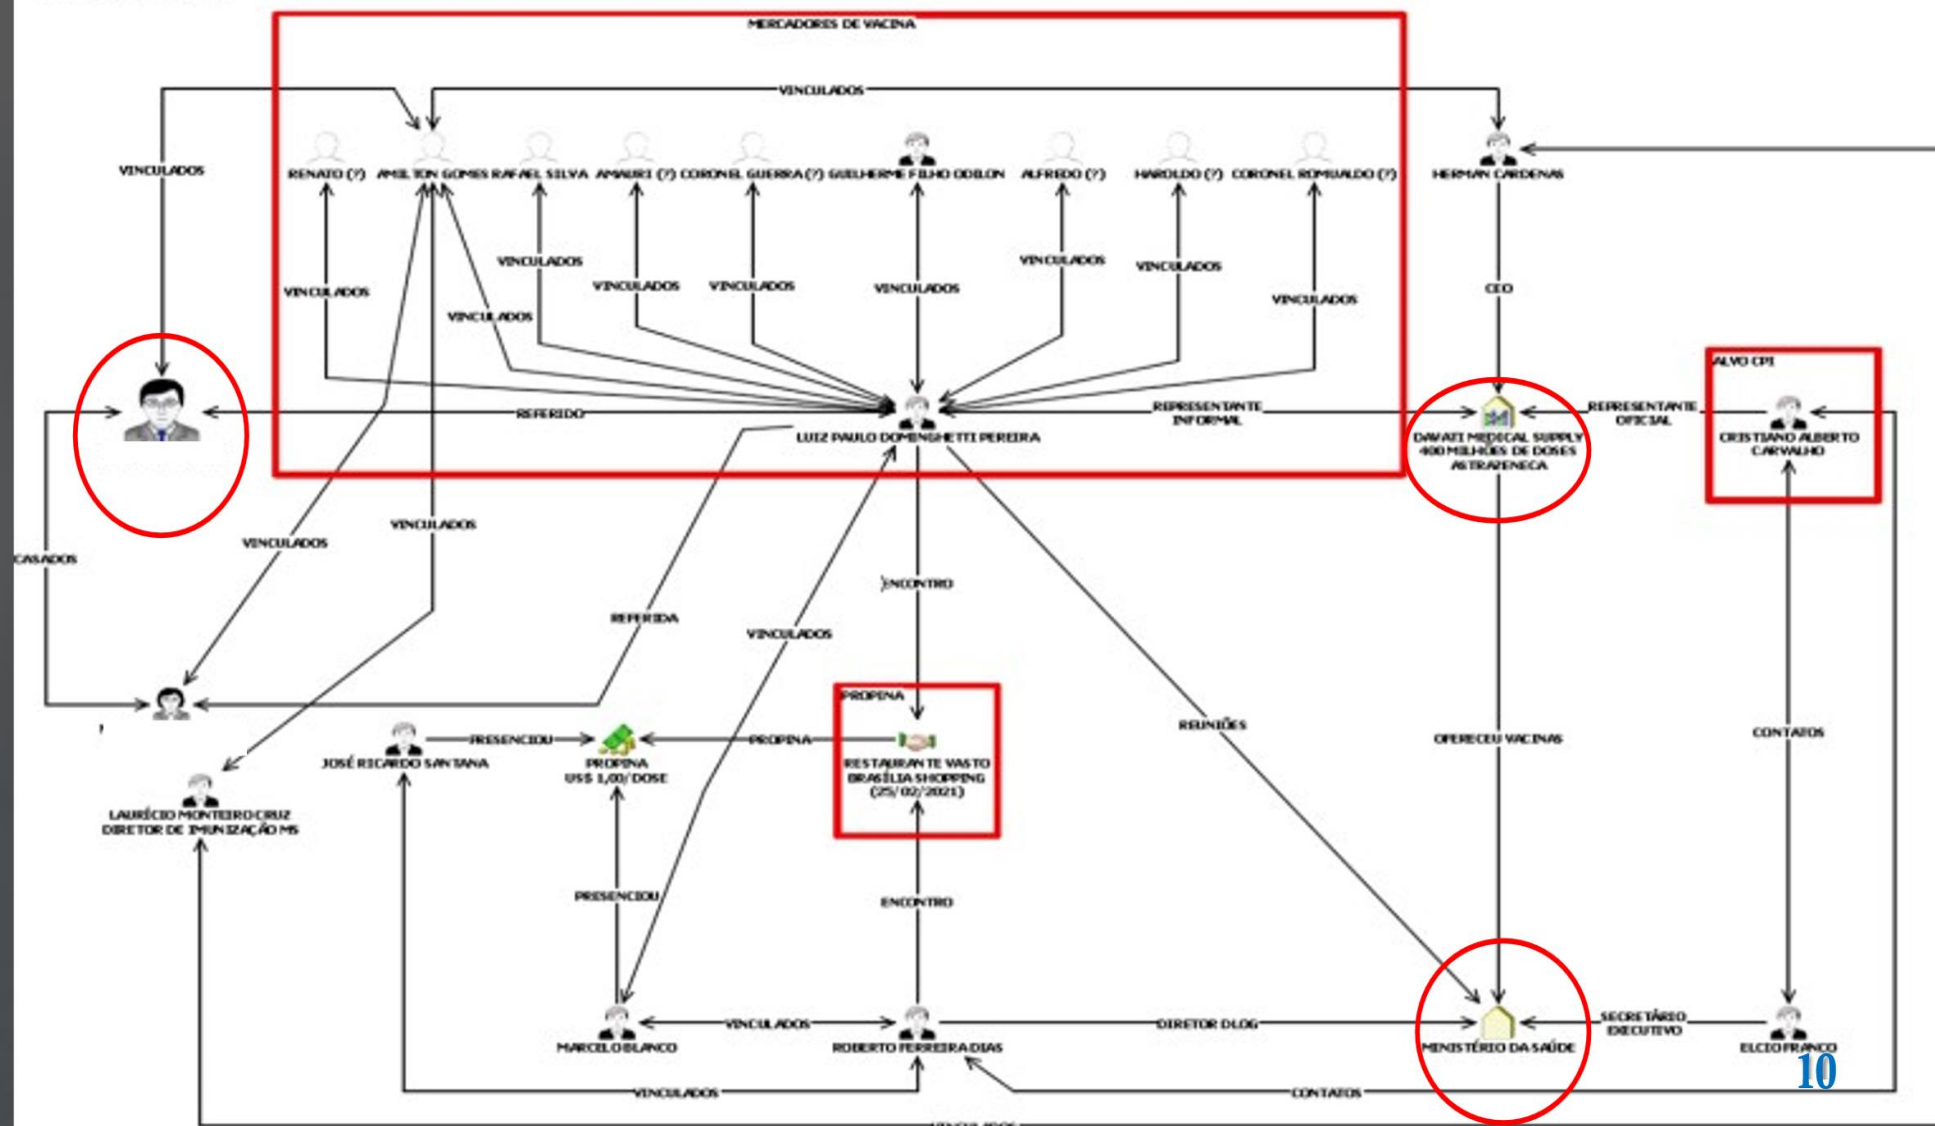 MERCADORES DE VACINA
VINCULADOS
VINCULADOS
RENATO (?)
AMILTON GOMES
RAFAEL SILVA
AMAURI (?)
CORONEL GUERRA (?)
GUILHERME FILHO ODILON
ALFREDO (?)
HAROLDO (?)
CORONEL ROMUALDO (?)
HERMAN CARDENAS
VINCULADOS
VINCULADOS
VINCULADOS
VINCULADOS
VINCULADOS
VINCULADOS
VINCULADOS
VINCULADOS
VINCULADOS
CEO
ALVO CPI
REFERIDO
REPRESENTANTE
INFORMAL
REPRESENTANTE
OFICIAL
LUIZ PAULO DOMINGHETTI PEREIRA
DAVATI MEDICAL SUPPLY
400 MILHÕES DE DOSES
ASTRAZENECA
CRISTIANO ALBERTO
CARVALHO
VINCULADOS
VINCULADOS
CASADOS
ENCONTRO
REFERIDA
VINCULADOS
PROPINA
REUNIÕES
OFERECEU VACINAS
CONTATOS
PRESENCIOU
PROPINA
JOSÉ RICARDO SANTANA
PROPINA
US$ 1,00/DOSE
RESTAURANTE VASTO
BRASÍLIA SHOPPING
(25/02/2021)
LAURÍCIO MONTEIRO CRUZ
DIRETOR DE IMUNIZAÇÃO MS
PRESENCIOU
ENCONTRO
VINCULADOS
DIRETOR DLOG
SECRETÁRIO
EXECUTIVO
MARCELO BLANCO
ROBERTO FERREIRA DIAS
MINISTÉRIO DA SAÚDE
ELCIO FRANCO
10
VINCULADOS
CONTATOS